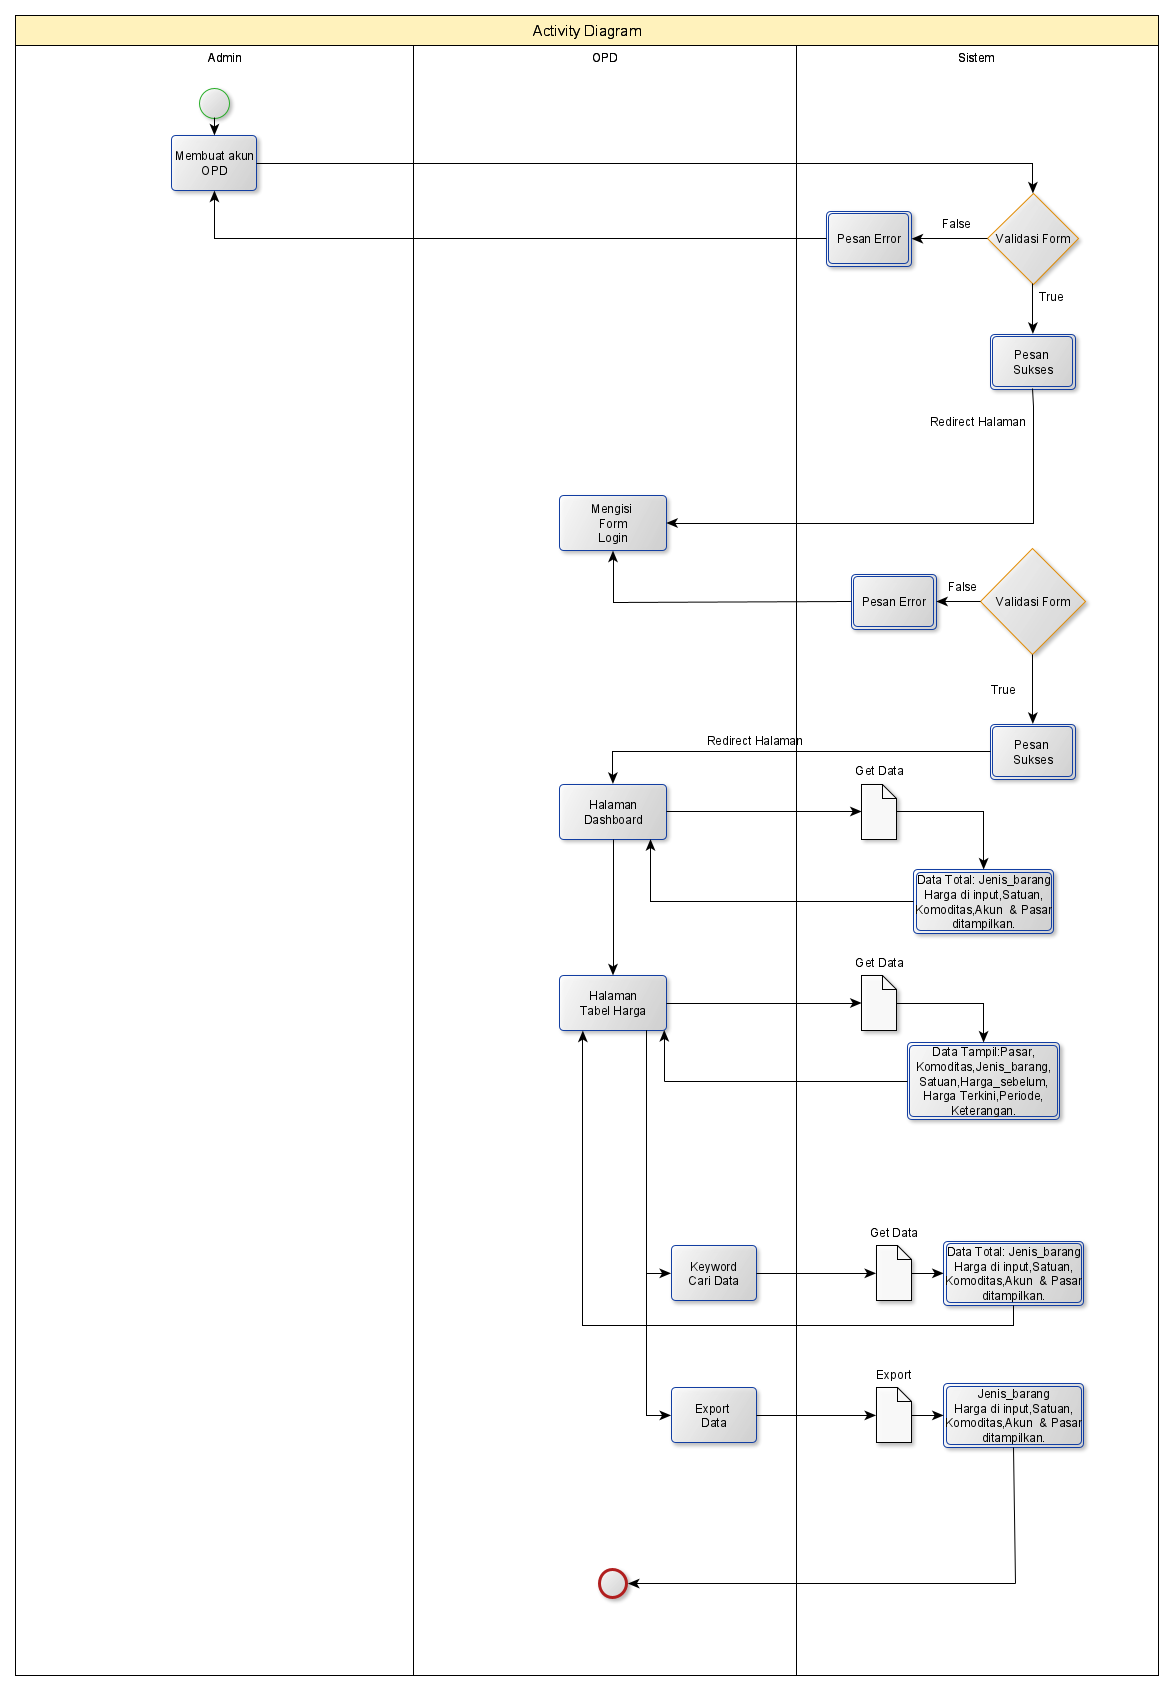 Activity Diagram
Admin
OPD
Sistem
Membuat akun
OPD
Pesan Error
False
Validasi Form
True
Pesan
Sukses
Redirect Halaman
Mengisi
Form
Login
Pesan Error
False
Validasi Form
True
Pesan
Sukses
Redirect Halaman
Get Data
Halaman
Dashboard
Data Total: Jenis_barang
Harga di input,Satuan,
Komoditas,Akun & Pasar
ditampilkan.
Get Data
Halaman
Tabel Harga
Data Tampil:Pasar,
Komoditas,Jenis_barang,
Satuan,Harga_sebelum,
Harga Terkini,Periode,
Keterangan.
Get Data
Keyword
Cari Data
Data Total: Jenis_barang
Harga di input,Satuan,
Komoditas,Akun & Pasar
ditampilkan.
Export
Export
Data
Jenis_barang
Harga di input,Satuan,
Komoditas,Akun & Pasar
ditampilkan.